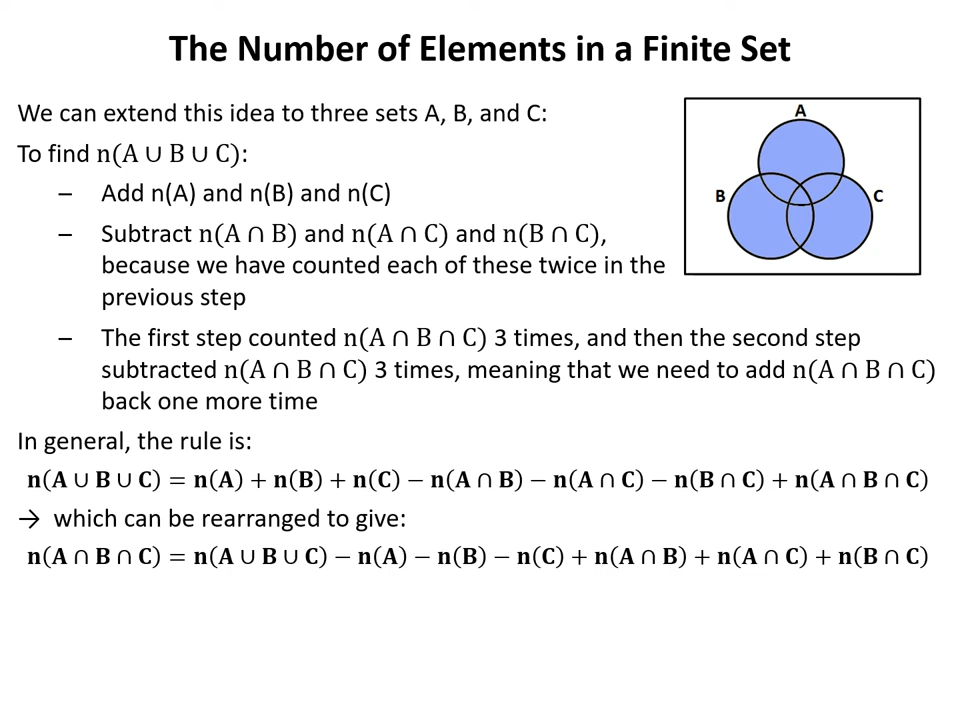 The Number of Elements in a Finite Set
We can extend this idea to three sets A, B, and C:
To find n(A ∪ B ∪ C):
– Add n(A) and n(B) and n(C)
– Subtract n(A ∩ B) and n(A ∩ C) and n(B ∩ C),
because we have counted each of these twice in the
previous step
A
B
C
– The first step counted n(A ∩ B ∩ C) 3 times, and then the second step
subtracted n(A ∩ B ∩ C) 3 times, meaning that we need to add n(A ∩ B ∩ C)
back one more time
In general, the rule is:
n(A ∪ B ∪ C) = n(A) + n(B) + n(C) − n(A ∩ B) − n(A ∩ C) − n(B ∩ C) + n(A ∩ B ∩ C)
→ which can be rearranged to give:
n(A ∩ B ∩ C) = n(A ∪ B ∪ C) − n(A) − n(B) − n(C) + n(A ∩ B) + n(A ∩ C) + n(B ∩ C)